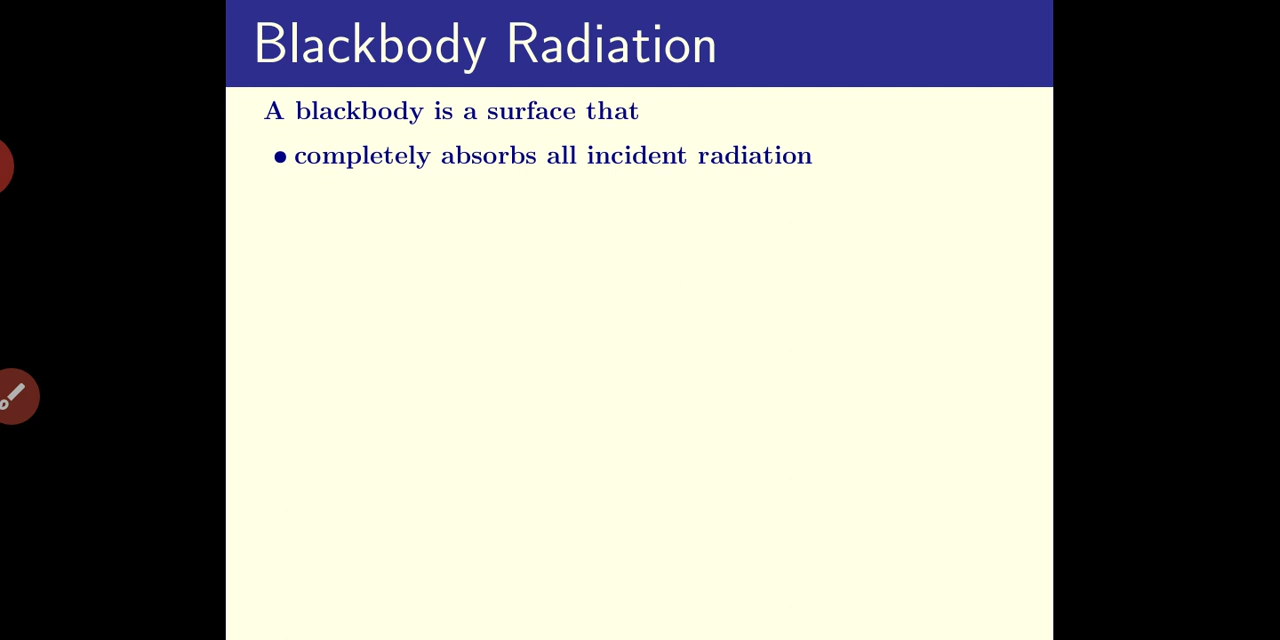 Blackbody Radiation
A blackbody is a surface that
• completely absorbs all incident radiation